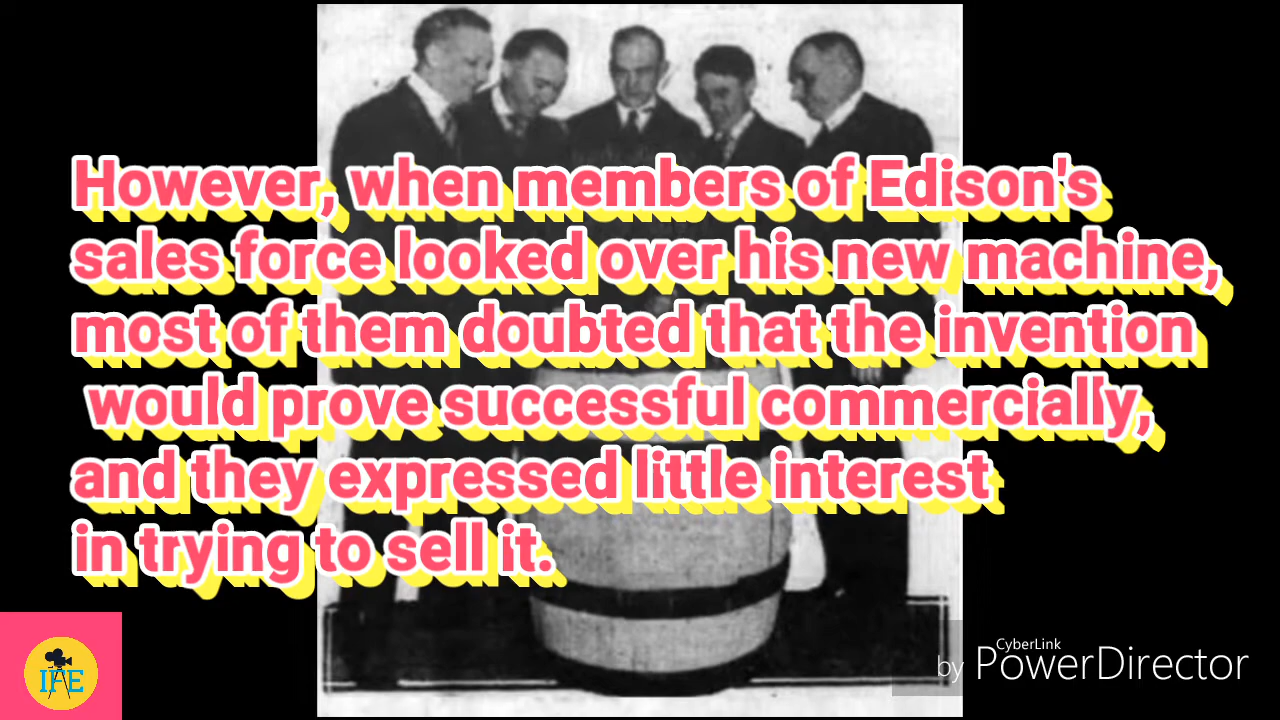 However, when members of Edison's
sales force looked over his new machine,
most of them doubted that the invention
would prove successful commercially,
and they expressed little interest
in trying to sell it.
IFE
CyberLink
by PowerDirector